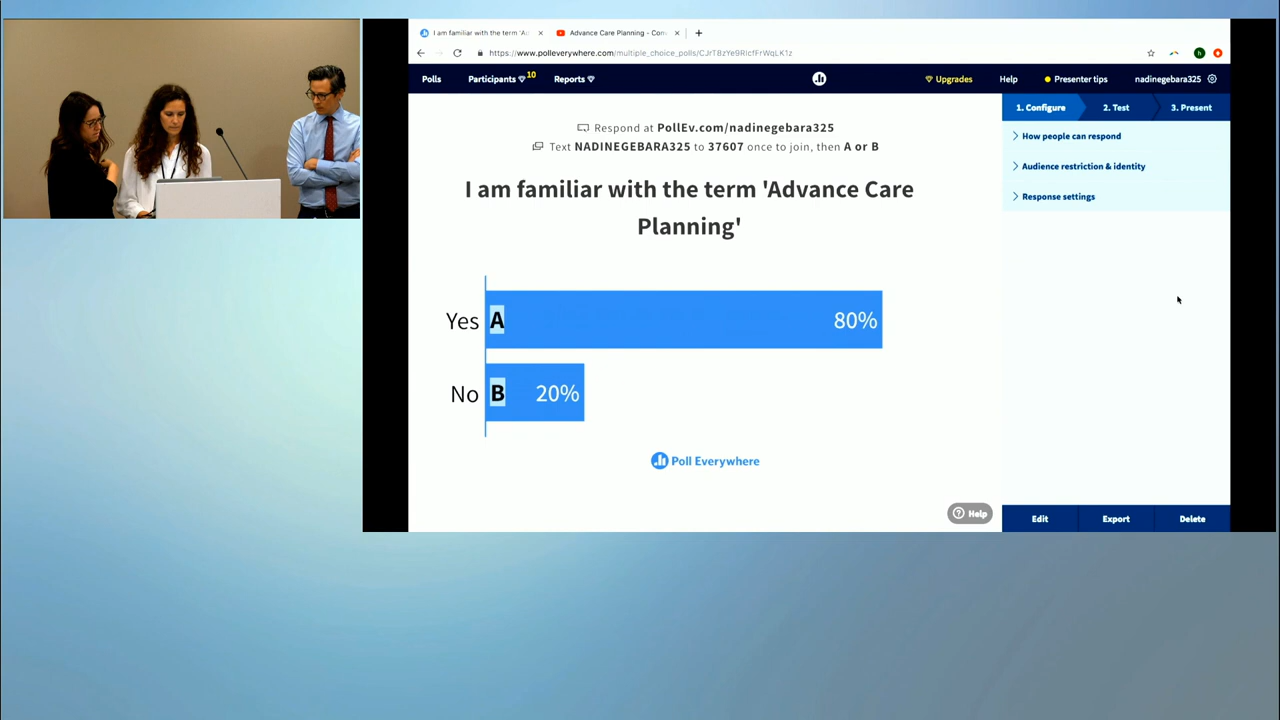 I am familiar with the term 'A
Advance Care Planning - Con
https://www.polleverywhere.com/multiple_choice_polls/CJrTBzYe9RIcfFrWqLK1z
Polls
Participants 10
Reports
Upgrades
Help
Presenter tips
nadinegebara325
1. Configure
2. Test
3. Present
How people can respond
Audience restriction & identity
Response settings
Respond at PollEv.com/nadinegebara325
Text NADINEGEBARA325 to 37607 once to join, then A or B
I am familiar with the term 'Advance Care
Planning'
Yes A 80%
No B 20%
Poll Everywhere
Help
Edit
Export
Delete